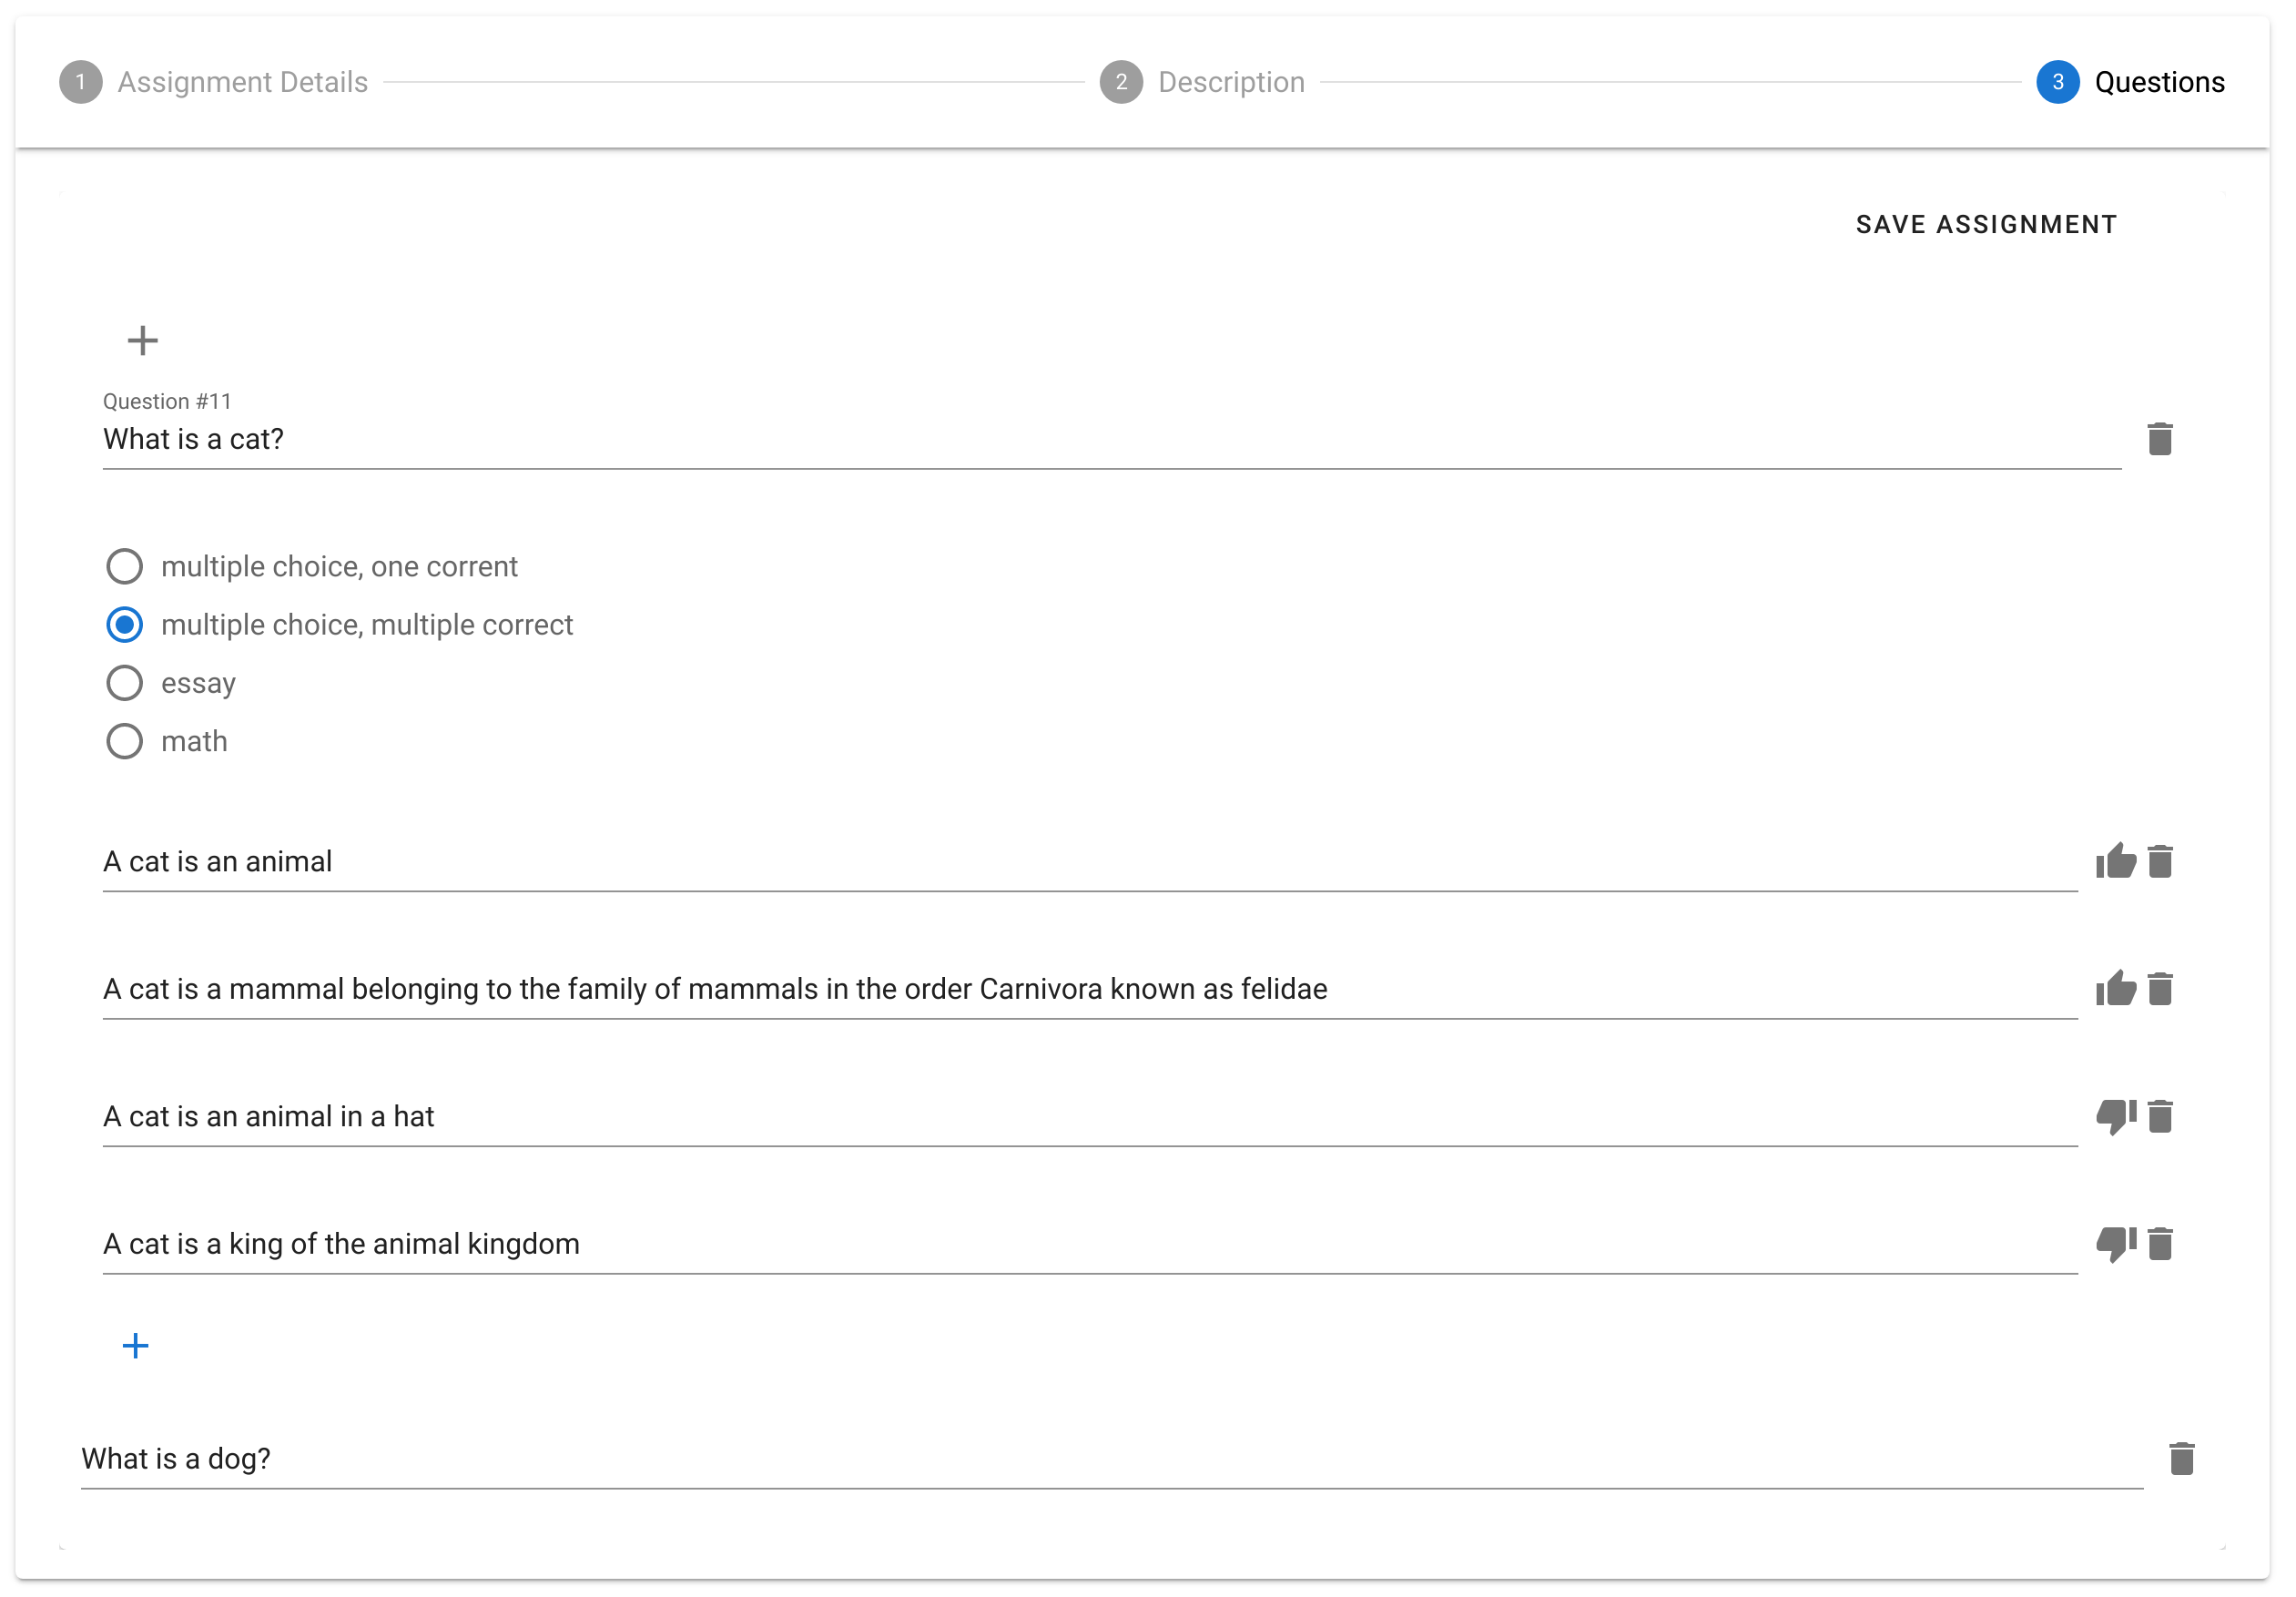 1 Assignment Details 2 Description 3 Questions
SAVE ASSIGNMENT
Question #11
What is a cat?
multiple choice, one corrent
multiple choice, multiple correct
essay
math
A cat is an animal
A cat is a mammal belonging to the family of mammals in the order Carnivora known as felidae
A cat is an animal in a hat
A cat is a king of the animal kingdom
What is a dog?